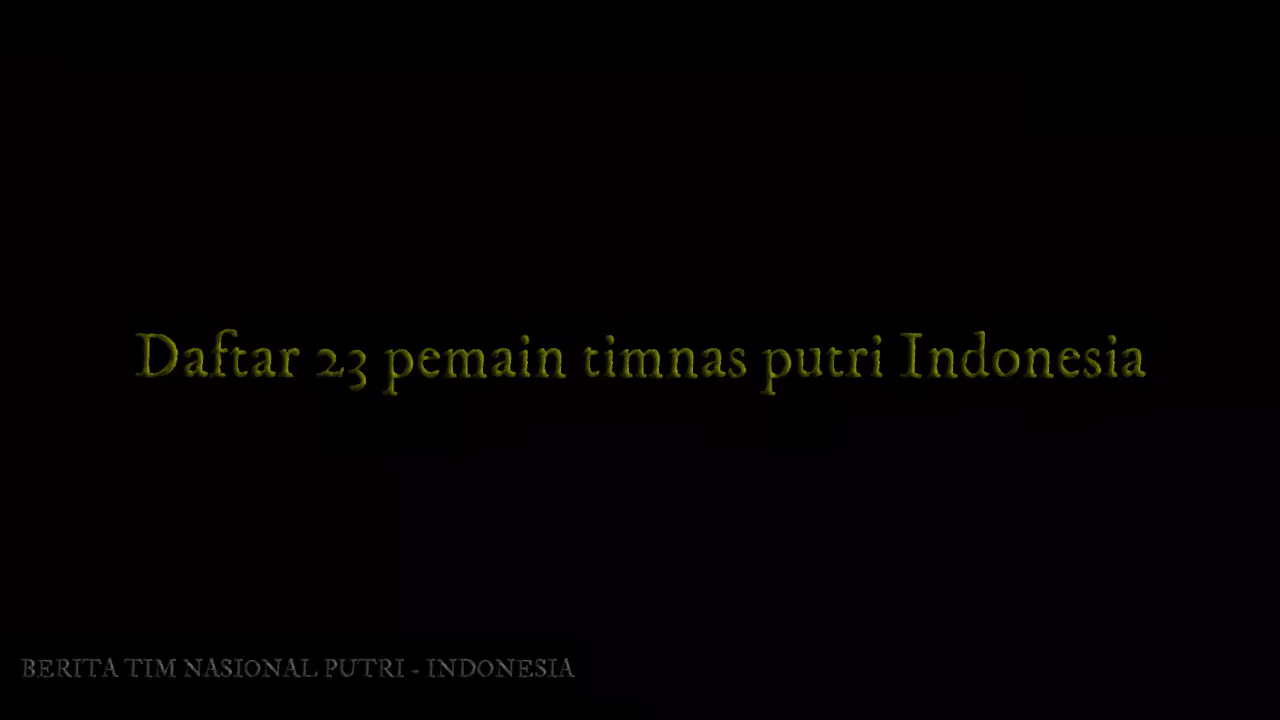 Daftar 23 pemain timnas putri Indonesia
BERITA TIM NASIONAL PUTRI - INDONESIA